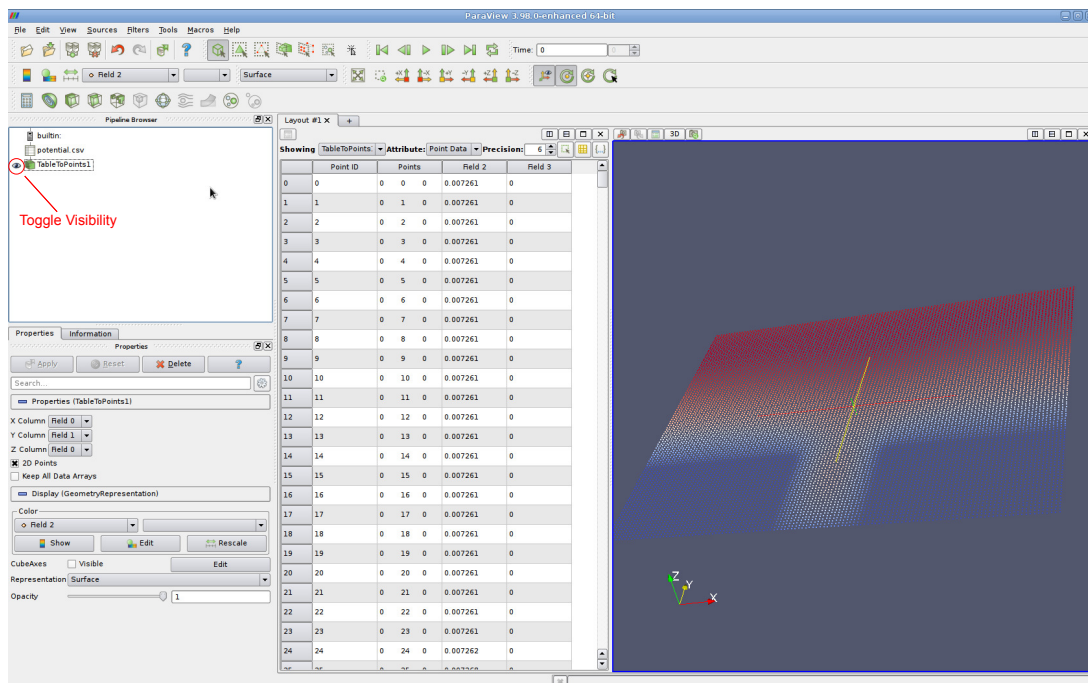 ParaView 3.98.0-enhanced 64-bit
File Edit View Sources Filters Tools Macros Help
Time: 0 0
Field 2 Surface
Pipeline Browser
Layout #1
builtin:
potential.csv
TableToPoints1
Toggle Visibility
3D
Showing TableToPoints Attribute: Point Data Precision: 6 {...}
Point ID Points Field 2 Field 3
0 0 0 0 0 0.007261 0
1 1 0 1 0 0.007261 0
2 2 0 2 0 0.007261 0
3 3 0 3 0 0.007261 0
4 4 0 4 0 0.007261 0
5 5 0 5 0 0.007261 0
6 6 0 6 0 0.007261 0
7 7 0 7 0 0.007261 0
8 8 0 8 0 0.007261 0
9 9 0 9 0 0.007261 0
10 10 0 10 0 0.007261 0
11 11 0 11 0 0.007261 0
12 12 0 12 0 0.007261 0
13 13 0 13 0 0.007261 0
14 14 0 14 0 0.007261 0
15 15 0 15 0 0.007261 0
16 16 0 16 0 0.007261 0
17 17 0 17 0 0.007261 0
18 18 0 18 0 0.007261 0
19 19 0 19 0 0.007261 0
20 20 0 20 0 0.007261 0
21 21 0 21 0 0.007261 0
22 22 0 22 0 0.007261 0
23 23 0 23 0 0.007261 0
24 24 0 24 0 0.007262 0
Properties Information
Properties
Apply Reset Delete ?
Search...
Properties (TableToPoints1)
X Column Field 0
Y Column Field 1
Z Column Field 0
2D Points
Keep All Data Arrays
Display (GeometryRepresentation)
Color
Field 2
Show Edit Rescale
CubeAxes Visible Edit
Representation Surface
Opacity 1
Z
Y
X